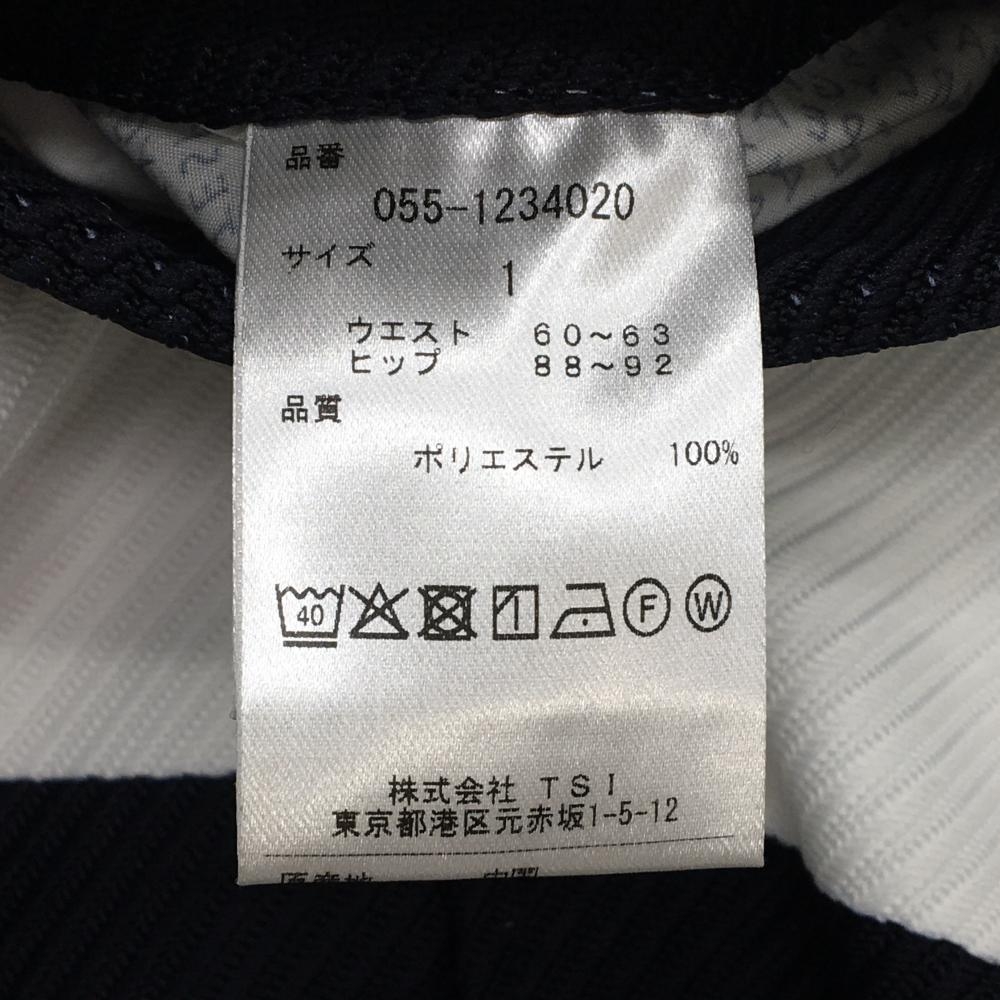 品番
055-1234020
サイズ
1
ウエスト 60～63
ヒップ 88～92
品質
ポリエステル 100%
40 F W
株式会社 TSI
東京都港区元赤坂1-5-12